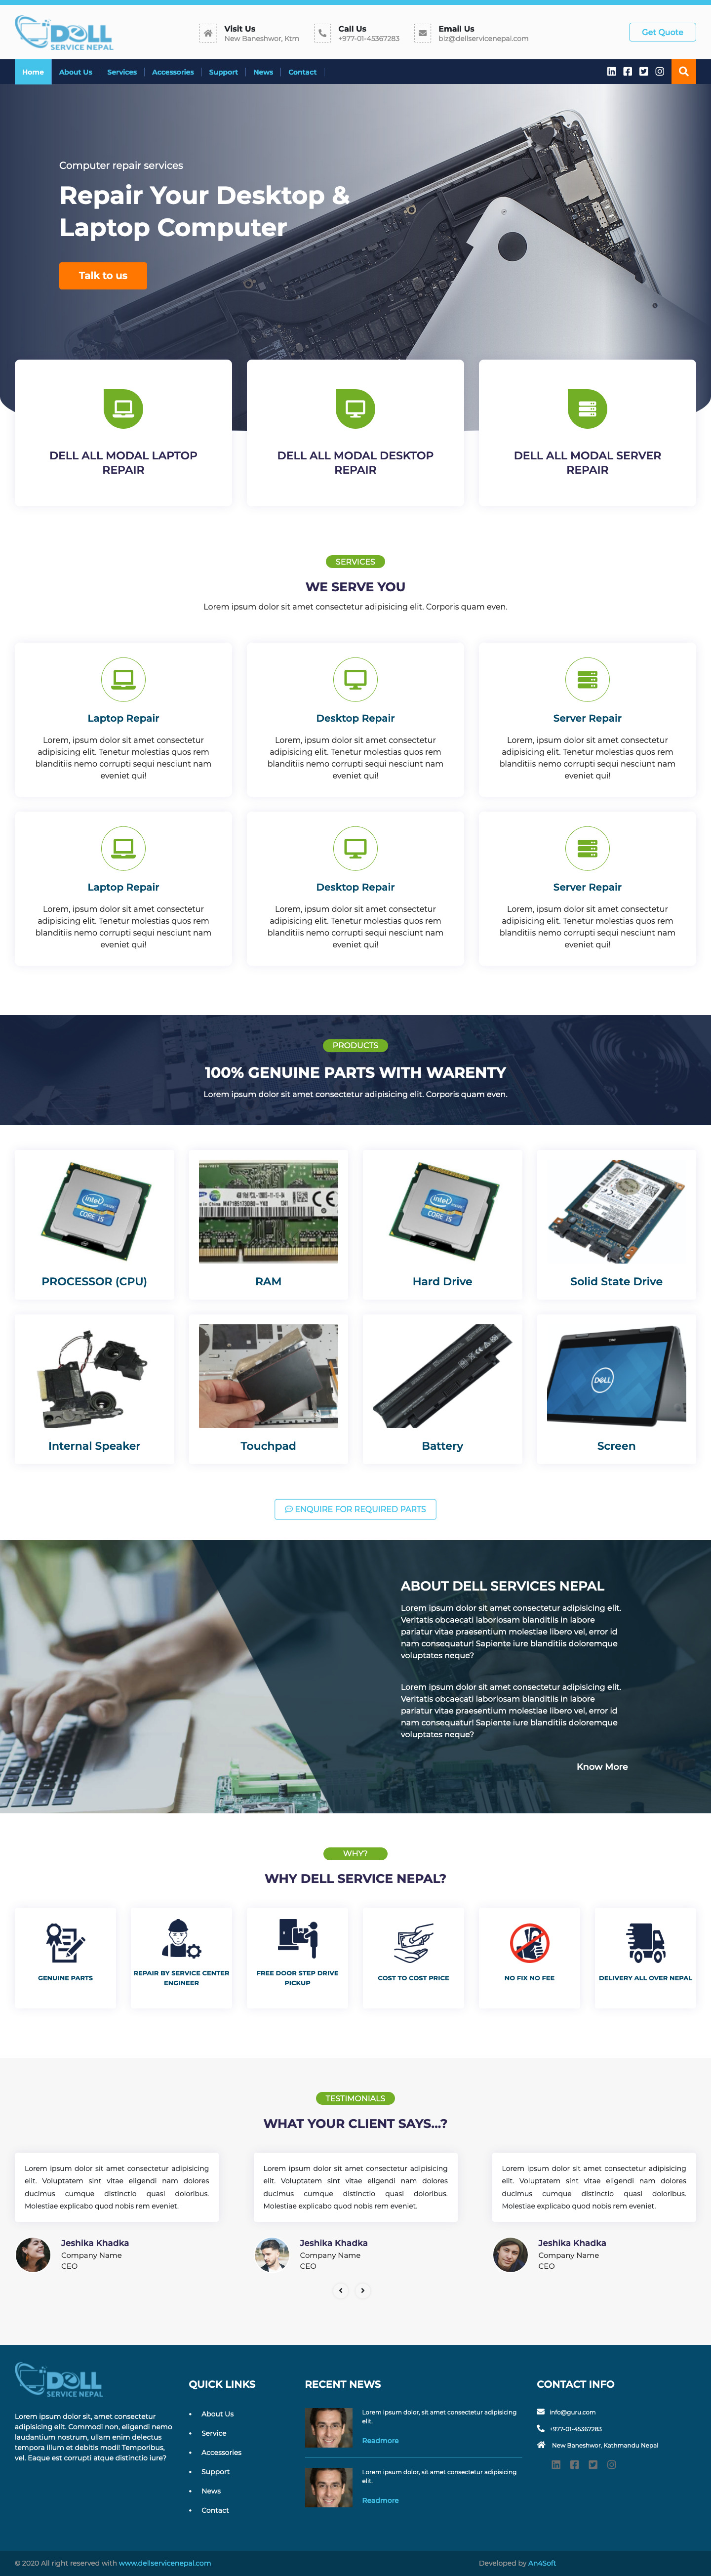 DELL
SERVICE NEPAL
Visit Us
New Baneshwor, Ktm
Call Us
+977-01-45367283
Email Us
biz@dellservicenepal.com
Get Quote
Home
About Us
Services
Accessories
Support
News
Contact
Computer repair services
Repair Your Desktop &
Laptop Computer
Talk to us
DELL ALL MODAL LAPTOP
REPAIR
DELL ALL MODAL DESKTOP
REPAIR
DELL ALL MODAL SERVER
REPAIR
SERVICES
WE SERVE YOU
Lorem ipsum dolor sit amet consectetur adipisicing elit. Corporis quam even.
Laptop Repair
Lorem, ipsum dolor sit amet consectetur
adipisicing elit. Tenetur molestias quos rem
blanditiis nemo corrupti sequi nesciunt nam
eveniet qui!
Desktop Repair
Lorem, ipsum dolor sit amet consectetur
adipisicing elit. Tenetur molestias quos rem
blanditiis nemo corrupti sequi nesciunt nam
eveniet qui!
Server Repair
Lorem, ipsum dolor sit amet consectetur
adipisicing elit. Tenetur molestias quos rem
blanditiis nemo corrupti sequi nesciunt nam
eveniet qui!
Laptop Repair
Lorem, ipsum dolor sit amet consectetur
adipisicing elit. Tenetur molestias quos rem
blanditiis nemo corrupti sequi nesciunt nam
eveniet qui!
Desktop Repair
Lorem, ipsum dolor sit amet consectetur
adipisicing elit. Tenetur molestias quos rem
blanditiis nemo corrupti sequi nesciunt nam
eveniet qui!
Server Repair
Lorem, ipsum dolor sit amet consectetur
adipisicing elit. Tenetur molestias quos rem
blanditiis nemo corrupti sequi nesciunt nam
eveniet qui!
PRODUCTS
100% GENUINE PARTS WITH WARENTY
Lorem ipsum dolor sit amet consectetur adipisicing elit. Corporis quam even.
intel
CORE i5
PROCESSOR (CPU)
RAM
intel
CORE i5
Hard Drive
Solid State Drive
Internal Speaker
Touchpad
Battery
DELL
Screen
ENQUIRE FOR REQUIRED PARTS
ABOUT DELL SERVICES NEPAL
Lorem ipsum dolor sit amet consectetur adipisicing elit.
Veritatis obcaecati laboriosam blanditiis in labore
pariatur vitae praesentium molestiae libero vel, error id
nam consequatur! Sapiente iure blanditiis doloremque
voluptates neque?
Lorem ipsum dolor sit amet consectetur adipisicing elit.
Veritatis obcaecati laboriosam blanditiis in labore
pariatur vitae praesentium molestiae libero vel, error id
nam consequatur! Sapiente iure blanditiis doloremque
voluptates neque?
Know More
WHY?
WHY DELL SERVICE NEPAL?
GENUINE PARTS
REPAIR BY SERVICE CENTER
ENGINEER
FREE DOOR STEP DRIVE
PICKUP
COST TO COST PRICE
NO FIX NO FEE
DELIVERY ALL OVER NEPAL
TESTIMONIALS
WHAT YOUR CLIENT SAYS...?
Lorem ipsum dolor sit amet consectetur adipisicing
elit. Voluptatem sint vitae eligendi nam dolores
ducimus cumque distinctio quasi doloribus.
Molestiae explicabo quod nobis rem eveniet.
Jeshika Khadka
Company Name
CEO
Lorem ipsum dolor sit amet consectetur adipisicing
elit. Voluptatem sint vitae eligendi nam dolores
ducimus cumque distinctio quasi doloribus.
Molestiae explicabo quod nobis rem eveniet.
Jeshika Khadka
Company Name
CEO
Lorem ipsum dolor sit amet consectetur adipisicing
elit. Voluptatem sint vitae eligendi nam dolores
ducimus cumque distinctio quasi doloribus.
Molestiae explicabo quod nobis rem eveniet.
Jeshika Khadka
Company Name
CEO
DELL
SERVICE NEPAL
Lorem ipsum dolor sit, amet consectetur
adipisicing elit. Commodi non, eligendi nemo
laudantium nostrum, ullam enim delectus
tempora illum et debitis modi! Temporibus,
vel. Eaque est corrupti atque distinctio iure?
QUICK LINKS
About Us
Service
Accessories
Support
News
Contact
RECENT NEWS
Lorem ipsum dolor, sit amet consectetur adipisicing
elit.
Readmore
Lorem ipsum dolor, sit amet consectetur adipisicing
elit.
Readmore
CONTACT INFO
info@guru.com
+977-01-45367283
New Baneshwor, Kathmandu Nepal
© 2020 All right reserved with www.dellservicenepal.com
Developed by An4Soft